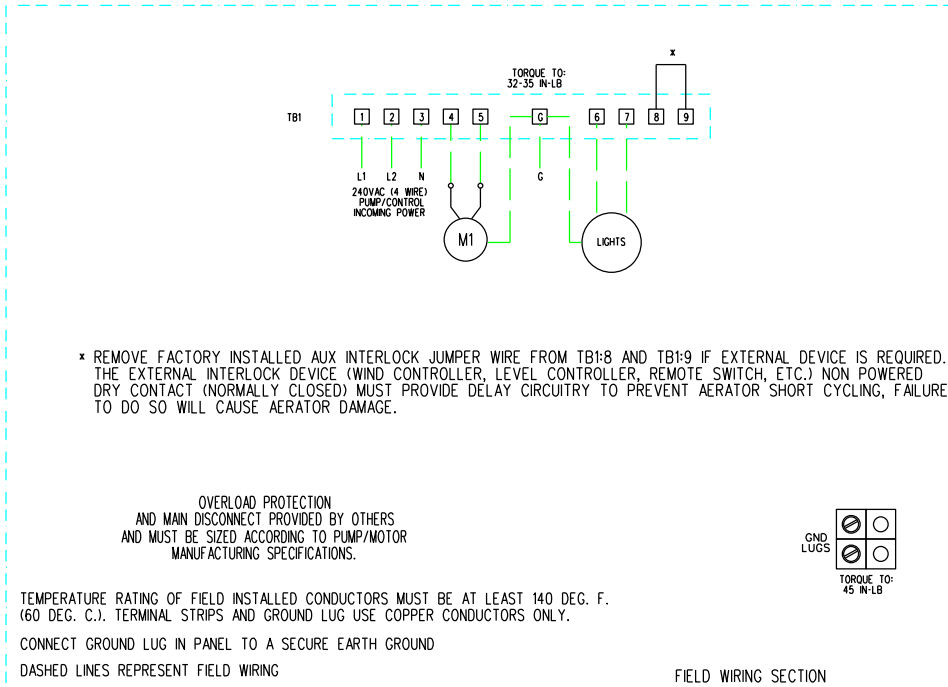 *
TORQUE TO:
32-35 IN-LB
TB1
1 2 3 4 5 G 6 7 8 9
L1 L2 N G
240VAC (4 WIRE)
PUMP/CONTROL
INCOMING POWER
M1
LIGHTS
* REMOVE FACTORY INSTALLED AUX INTERLOCK JUMPER WIRE FROM TB1:8 AND TB1:9 IF EXTERNAL DEVICE IS REQUIRED.
THE EXTERNAL INTERLOCK DEVICE (WIND CONTROLLER, LEVEL CONTROLLER, REMOTE SWITCH, ETC.) NON POWERED
DRY CONTACT (NORMALLY CLOSED) MUST PROVIDE DELAY CIRCUITRY TO PREVENT AERATOR SHORT CYCLING, FAILURE
TO DO SO WILL CAUSE AERATOR DAMAGE.
OVERLOAD PROTECTION
AND MAIN DISCONNECT PROVIDED BY OTHERS
AND MUST BE SIZED ACCORDING TO PUMP/MOTOR
MANUFACTURING SPECIFICATIONS.
GND
LUGS
TORQUE TO:
45 IN-LB
TEMPERATURE RATING OF FIELD INSTALLED CONDUCTORS MUST BE AT LEAST 140 DEG. F.
(60 DEG. C.). TERMINAL STRIPS AND GROUND LUG USE COPPER CONDUCTORS ONLY.
CONNECT GROUND LUG IN PANEL TO A SECURE EARTH GROUND
DASHED LINES REPRESENT FIELD WIRING
FIELD WIRING SECTION